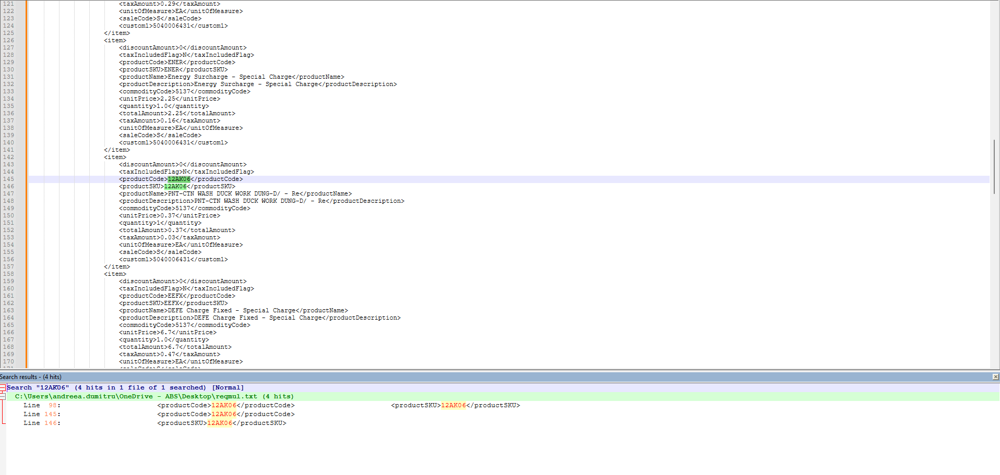 121 <taxAmount>0.29</taxAmount>
122 <unitOfMeasure>EA</unitOfMeasure>
123 <saleCode>S</saleCode>
124 <custom1>5040006431</custom1>
125 </item>
126 <item>
127 <discountAmount>0</discountAmount>
128 <taxIncludedFlag>N</taxIncludedFlag>
129 <productCode>ENER</productCode>
130 <productSKU>ENER</productSKU>
131 <productName>Energy Surcharge - Special Charge</productName>
132 <productDescription>Energy Surcharge - Special Charge</productDescription>
133 <commodityCode>5137</commodityCode>
134 <unitPrice>2.25</unitPrice>
135 <quantity>1.0</quantity>
136 <totalAmount>2.25</totalAmount>
137 <taxAmount>0.16</taxAmount>
138 <unitOfMeasure>EA</unitOfMeasure>
139 <saleCode>S</saleCode>
140 <custom1>5040006431</custom1>
141 </item>
142 <item>
143 <discountAmount>0</discountAmount>
144 <taxIncludedFlag>N</taxIncludedFlag>
145 <productCode>12AK06</productCode>
146 <productSKU>12AK06</productSKU>
147 <productName>PNT-CTN WASH DUCK WORK DUNG-D/ - Re</productName>
148 <productDescription>PNT-CTN WASH DUCK WORK DUNG-D/ - Re</productDescription>
149 <commodityCode>5137</commodityCode>
150 <unitPrice>0.37</unitPrice>
151 <quantity>1</quantity>
152 <totalAmount>0.37</totalAmount>
153 <taxAmount>0.03</taxAmount>
154 <unitOfMeasure>EA</unitOfMeasure>
155 <saleCode>S</saleCode>
156 <custom1>5040006431</custom1>
157 </item>
158 <item>
159 <discountAmount>0</discountAmount>
160 <taxIncludedFlag>N</taxIncludedFlag>
161 <productCode>EEFX</productCode>
162 <productSKU>EEFX</productSKU>
163 <productName>DEFE Charge Fixed - Special Charge</productName>
164 <productDescription>DEFE Charge Fixed - Special Charge</productDescription>
165 <commodityCode>5137</commodityCode>
166 <unitPrice>6.7</unitPrice>
167 <quantity>1.0</quantity>
168 <totalAmount>6.7</totalAmount>
169 <taxAmount>0.47</taxAmount>
170 <unitOfMeasure>EA</unitOfMeasure>
Search results - (4 hits)
Search "12AK06" (4 hits in 1 file of 1 searched) [Normal]
C:\Users\andreea.dumitru\OneDrive - ABS\Desktop\reqmul.txt (4 hits)
Line 98: <productCode>12AK06</productCode> <productSKU>12AK06</productSKU>
Line 145: <productCode>12AK06</productCode>
Line 146: <productSKU>12AK06</productSKU>